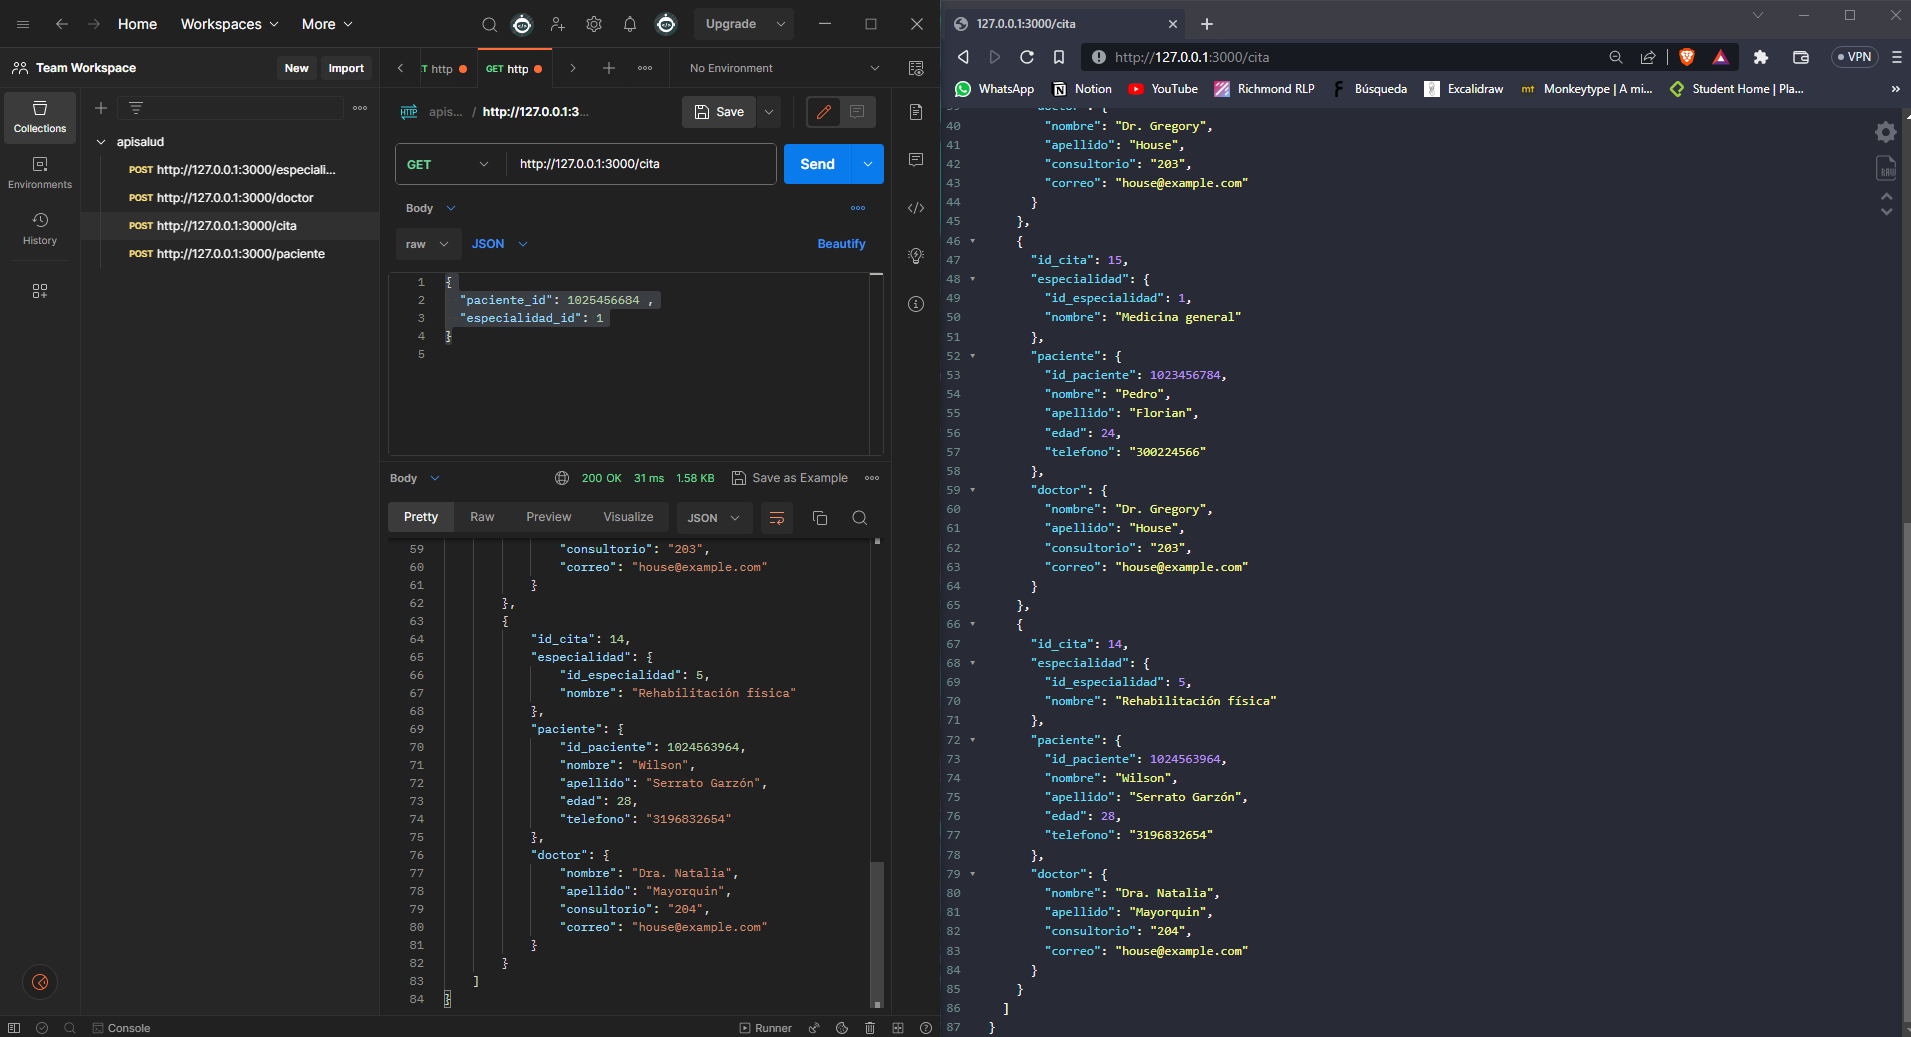 Home Workspaces More Upgrade
Team Workspace New Import
T http GET http No Environment
Collections
Environments
History
apisalud
POST http://127.0.0.1:3000/especiali...
POST http://127.0.0.1:3000/doctor
POST http://127.0.0.1:3000/cita
POST http://127.0.0.1:3000/paciente
HTTP apis... / http://127.0.0.1:3... Save
GET http://127.0.0.1:3000/cita Send
Body
raw JSON Beautify
1 {
2 "paciente_id": 1025456684 ,
3 "especialidad_id": 1
4 }
5
Body 200 OK 31 ms 1.58 KB Save as Example
Pretty Raw Preview Visualize JSON
59 "consultorio": "203",
60 "correo": "house@example.com"
61 }
62 },
63 {
64 "id_cita": 14,
65 "especialidad": {
66 "id_especialidad": 5,
67 "nombre": "Rehabilitación física"
68 },
69 "paciente": {
70 "id_paciente": 1024563964,
71 "nombre": "Wilson",
72 "apellido": "Serrato Garzón",
73 "edad": 28,
74 "telefono": "3196832654"
75 },
76 "doctor": {
77 "nombre": "Dra. Natalia",
78 "apellido": "Mayorquin",
79 "consultorio": "204",
80 "correo": "house@example.com"
81 }
82 }
83 ]
84 }
Console Runner
127.0.0.1:3000/cita
http://127.0.0.1:3000/cita VPN
WhatsApp Notion YouTube Richmond RLP Búsqueda Excalidraw mt Monkeytype | A mi... Student Home | Pla... »
39 "doctor": {
40 "nombre": "Dr. Gregory",
41 "apellido": "House",
42 "consultorio": "203",
43 "correo": "house@example.com"
44 }
45 },
46 {
47 "id_cita": 15,
48 "especialidad": {
49 "id_especialidad": 1,
50 "nombre": "Medicina general"
51 },
52 "paciente": {
53 "id_paciente": 1023456784,
54 "nombre": "Pedro",
55 "apellido": "Florian",
56 "edad": 24,
57 "telefono": "300224566"
58 },
59 "doctor": {
60 "nombre": "Dr. Gregory",
61 "apellido": "House",
62 "consultorio": "203",
63 "correo": "house@example.com"
64 }
65 },
66 {
67 "id_cita": 14,
68 "especialidad": {
69 "id_especialidad": 5,
70 "nombre": "Rehabilitación física"
71 },
72 "paciente": {
73 "id_paciente": 1024563964,
74 "nombre": "Wilson",
75 "apellido": "Serrato Garzón",
76 "edad": 28,
77 "telefono": "3196832654"
78 },
79 "doctor": {
80 "nombre": "Dra. Natalia",
81 "apellido": "Mayorquin",
82 "consultorio": "204",
83 "correo": "house@example.com"
84 }
85 }
86 ]
87 }
RAW